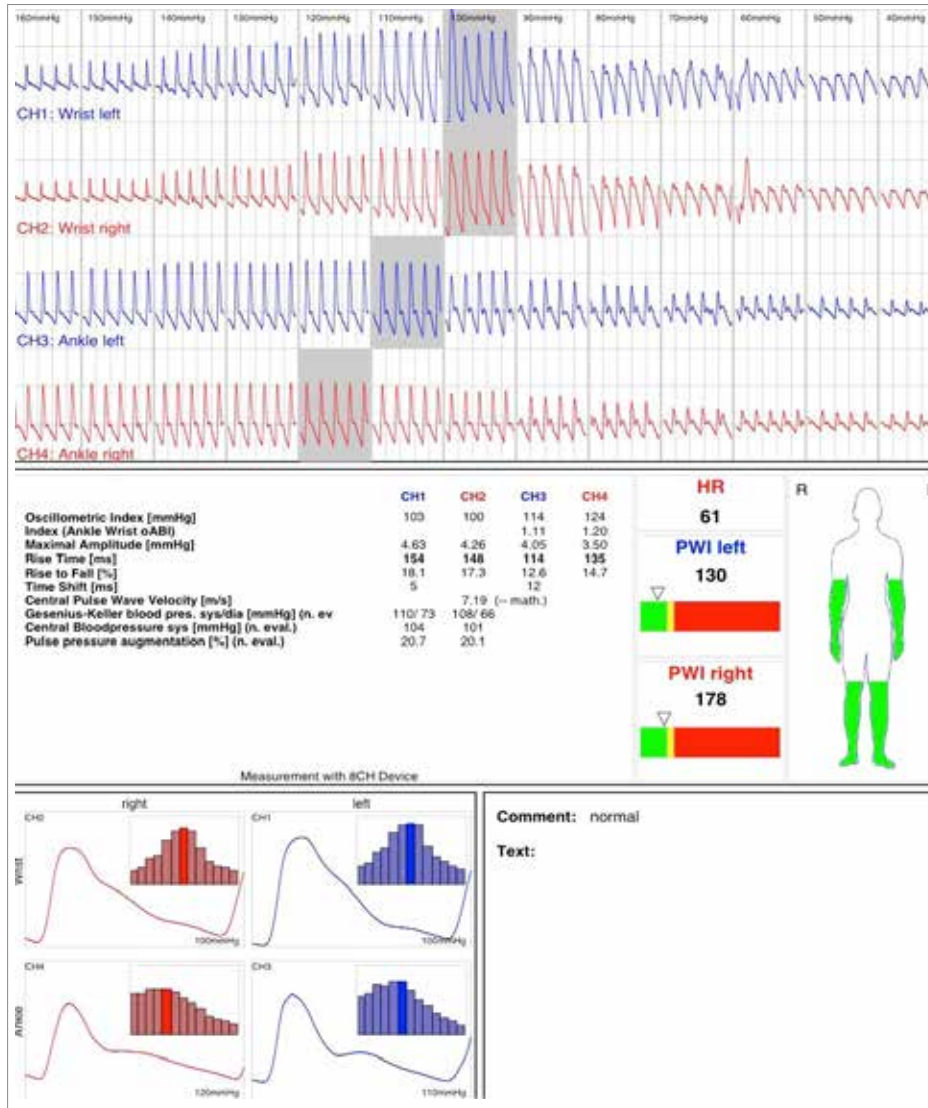 160mmHg 150mmHg 140mmHg 130mmHg 120mmHg 110mmHg 100mmHg 90mmHg 80mmHg 70mmHg 60mmHg 50mmHg 40mmHg
CH1: Wrist left
CH2: Wrist right
CH3: Ankle left
CH4: Ankle right
CH1 CH2 CH3 CH4
Oscillometric Index [mmHg] 103 100 114 124
Index (Ankle Wrist oABI) 1.11 1.20
Maximal Amplitude [mmHg] 4.63 4.26 4.05 3.50
Rise Time [ms] 154 148 114 135
Rise to Fall [%] 18.1 17.3 12.6 14.7
Time Shift [ms] 5 12
Central Pulse Wave Velocity [m/s] 7.19 (-- math.)
Gesenius-Keller blood pres. sys/dia [mmHg] (n. ev 110/ 73 108/ 66
Central Bloodpressure sys [mmHg] (n. eval.) 104 101
Pulse pressure augmentation [%] (n. eval.) 20.7 20.1
Measurement with 8CH Device
HR
61
PWI left
130
PWI right
178
R
right left
Wrist
CH2 CH1
100mmHg 100mmHg
Ankle
CH4 CH3
120mmHg 110mmHg
Comment: normal
Text: